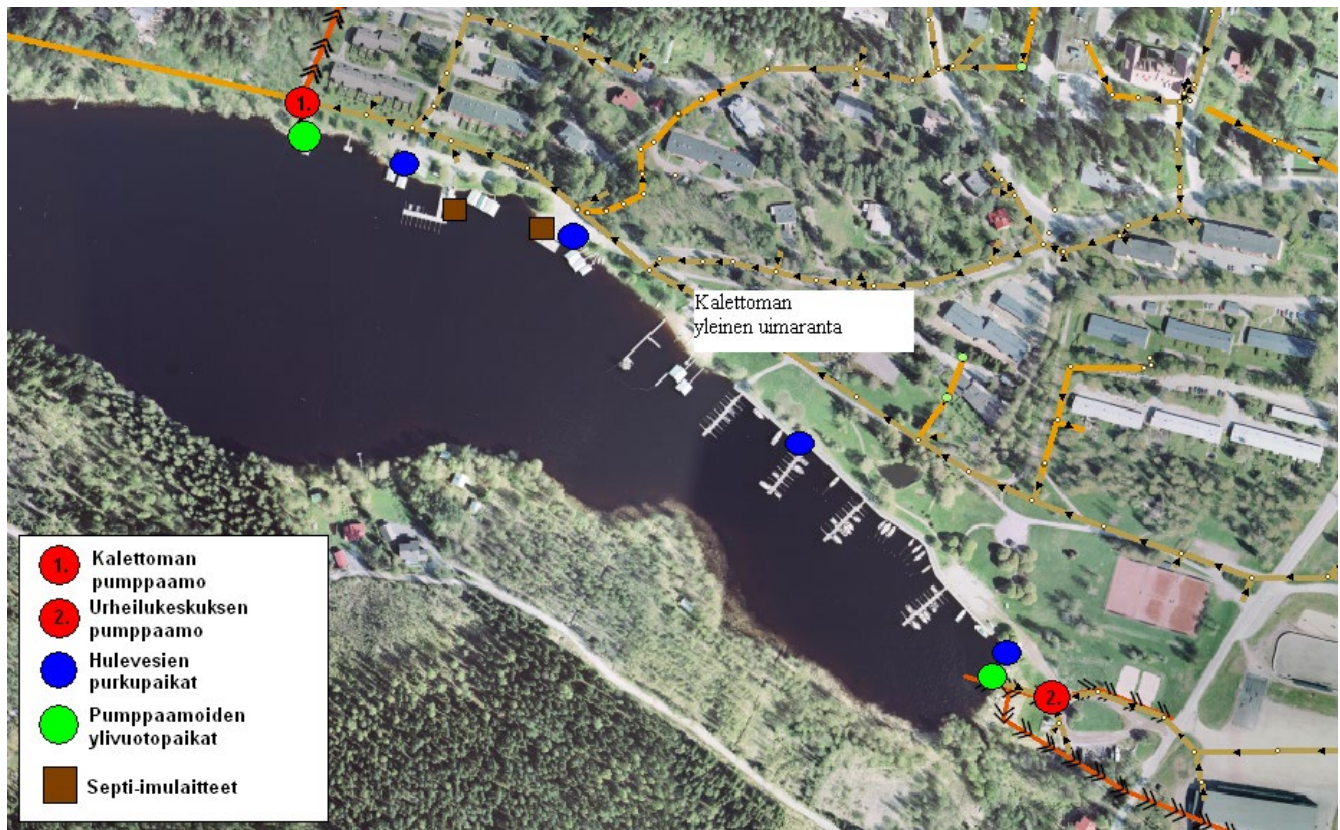 1.
Kalettoman
yleinen uimaranta
2.
1. Kalettoman
pumppaamo
2. Urheilukeskuksen
pumppaamo
Hulevesien
purkupaikat
Pumppaamoiden
ylivuotopaikat
Septi-imulaitteet